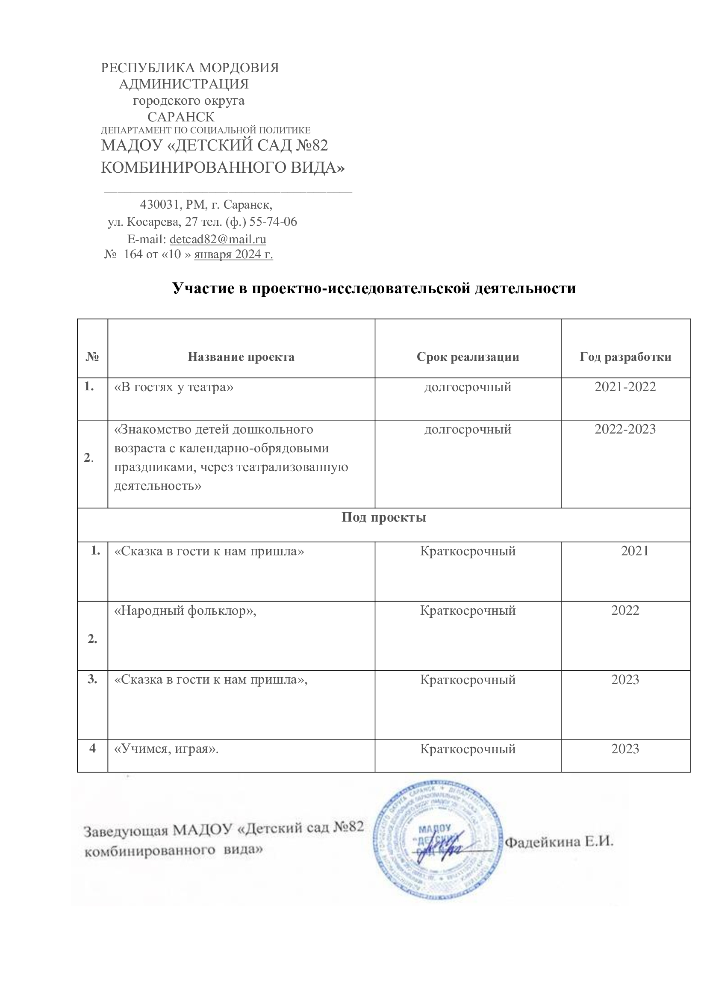 РЕСПУБЛИКА МОРДОВИЯ
АДМИНИСТРАЦИЯ
городского округа
САРАНСК
ДЕПАРТАМЕНТ ПО СОЦИАЛЬНОЙ ПОЛИТИКЕ
МАДОУ «ДЕТСКИЙ САД №82
КОМБИНИРОВАННОГО ВИДА»
430031, РМ, г. Саранск,
ул. Косарева, 27 тел. (ф.) 55-74-06
E-mail: detcad82@mail.ru
№ 164 от «10 » января 2024 г.
Участие в проектно-исследовательской деятельности
№ Название проекта Срок реализации Год разработки
1. «В гостях у театра» долгосрочный 2021-2022
«Знакомство детей дошкольного долгосрочный 2022-2023
возраста с календарно-обрядовыми
2.
праздниками, через театрализованную
деятельность»
Под проекты
1. «Сказка в гости к нам пришла» Краткосрочный 2021
«Народный фольклор», Краткосрочный 2022
2.
3. «Сказка в гости к нам пришла», Краткосрочный 2023
4 «Учимся, играя». Краткосрочный 2023
Заведующая МАДОУ «Детский сад №82
комбинированного вида»
МАДОУ
"ДЕТСКИЙ
Фадейкина Е.И.